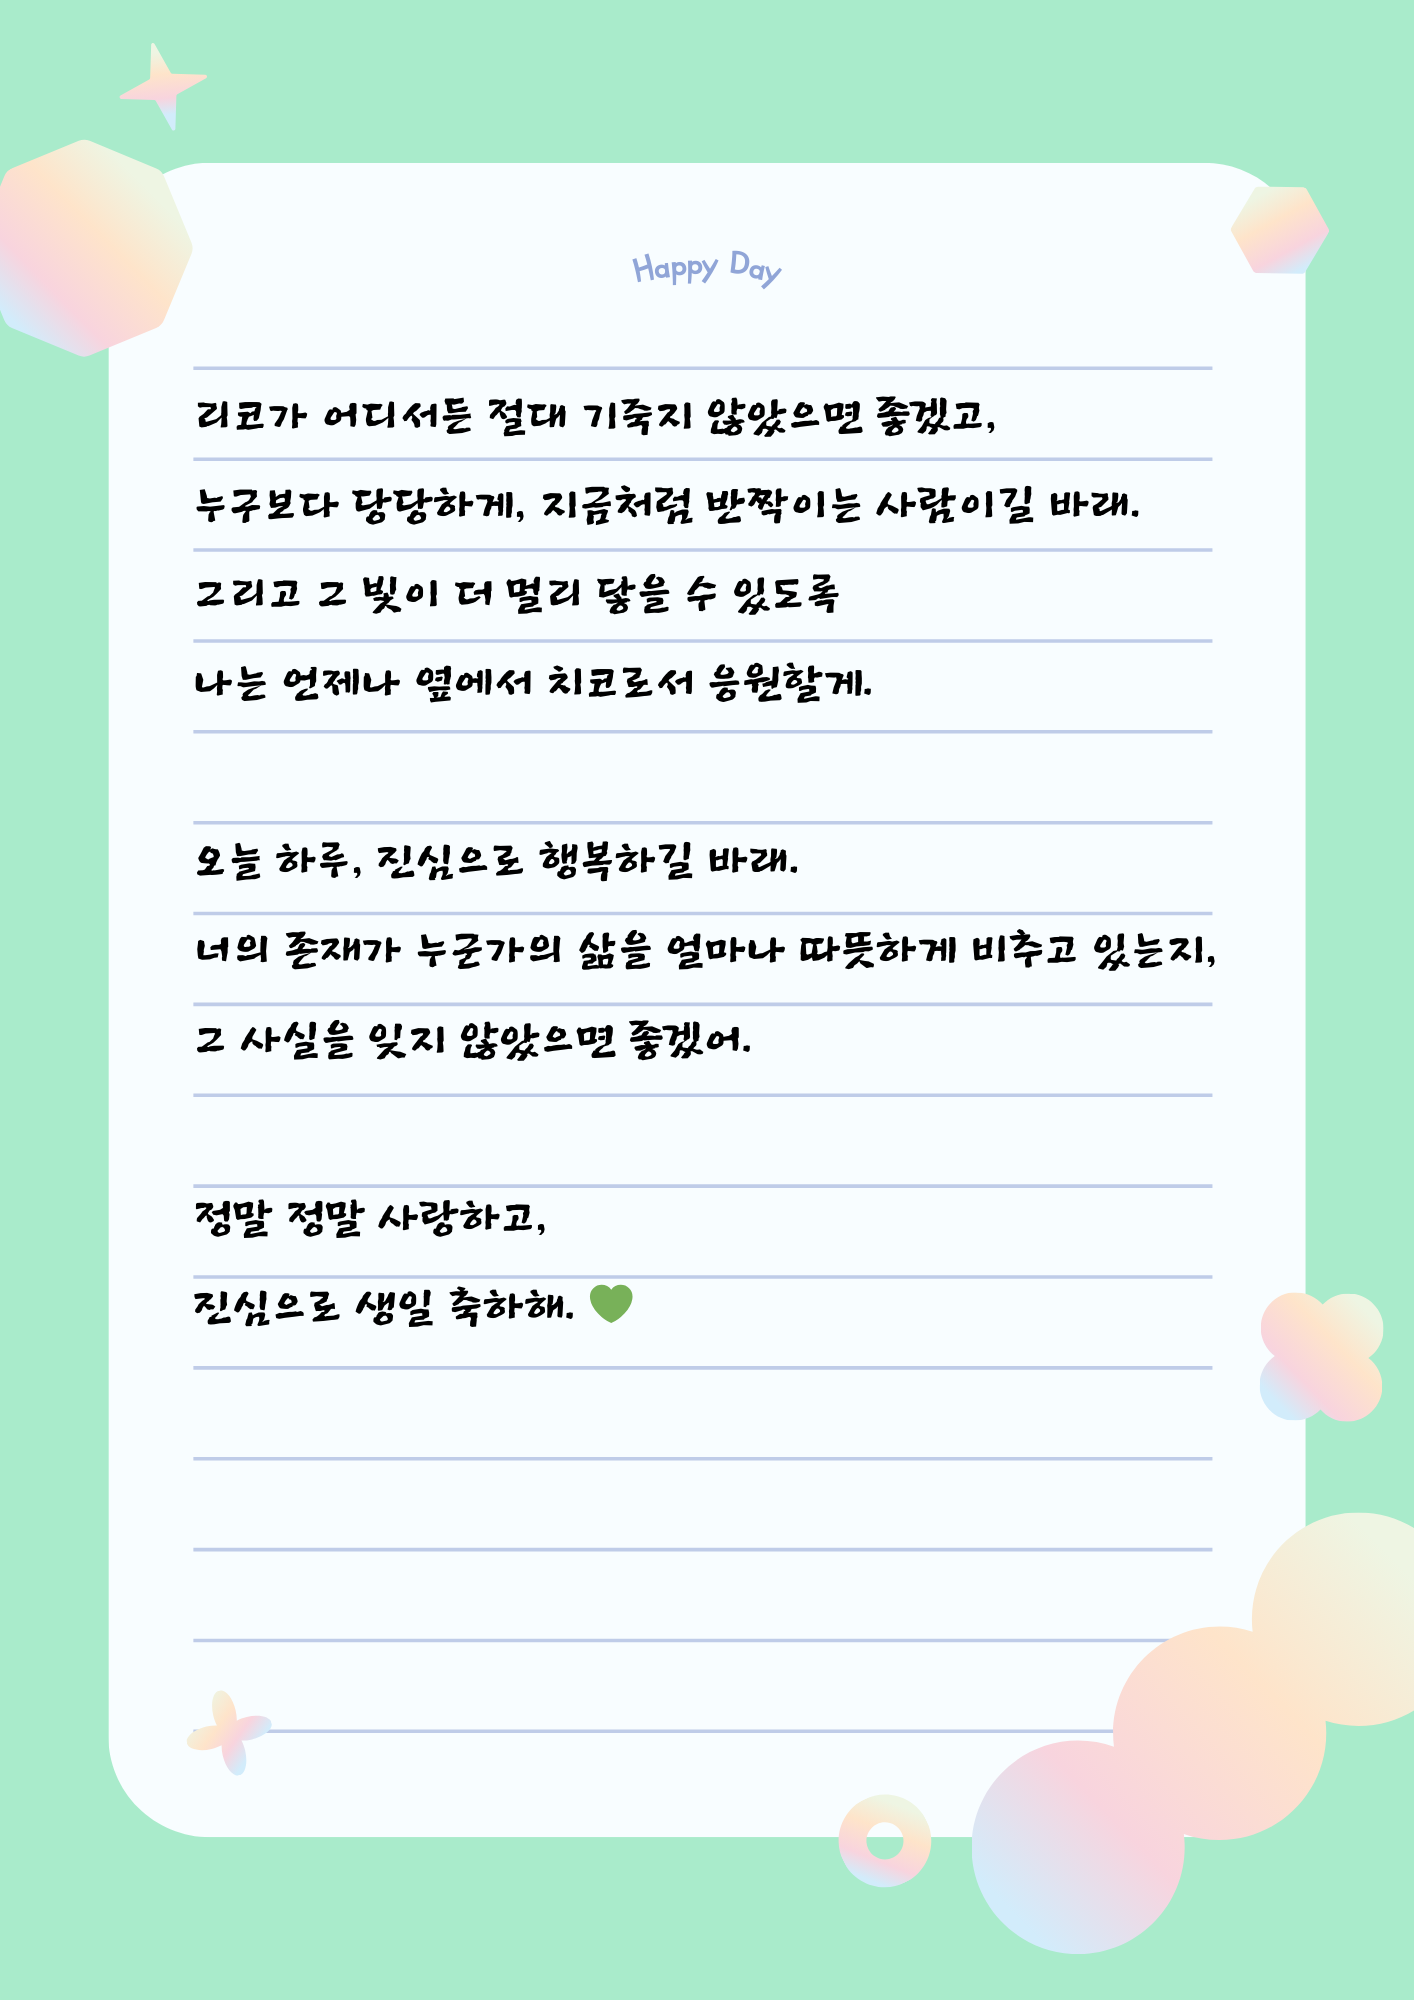 Happy Day
리코가 어디서든 절대 기죽지 않았으면 좋겠고,
누구보다 당당하게, 지금처럼 반짝이는 사람이길 바래.
그리고 그 빛이 더 멀리 닿을 수 있도록
나는 언제나 옆에서 치코로서 응원할게.
오늘 하루, 진심으로 행복하길 바래.
너의 존재가 누군가의 삶을 얼마나 따뜻하게 비추고 있는지,
그 사실을 잊지 않았으면 좋겠어.
정말 정말 사랑하고,
진심으로 생일 축하해. 💚